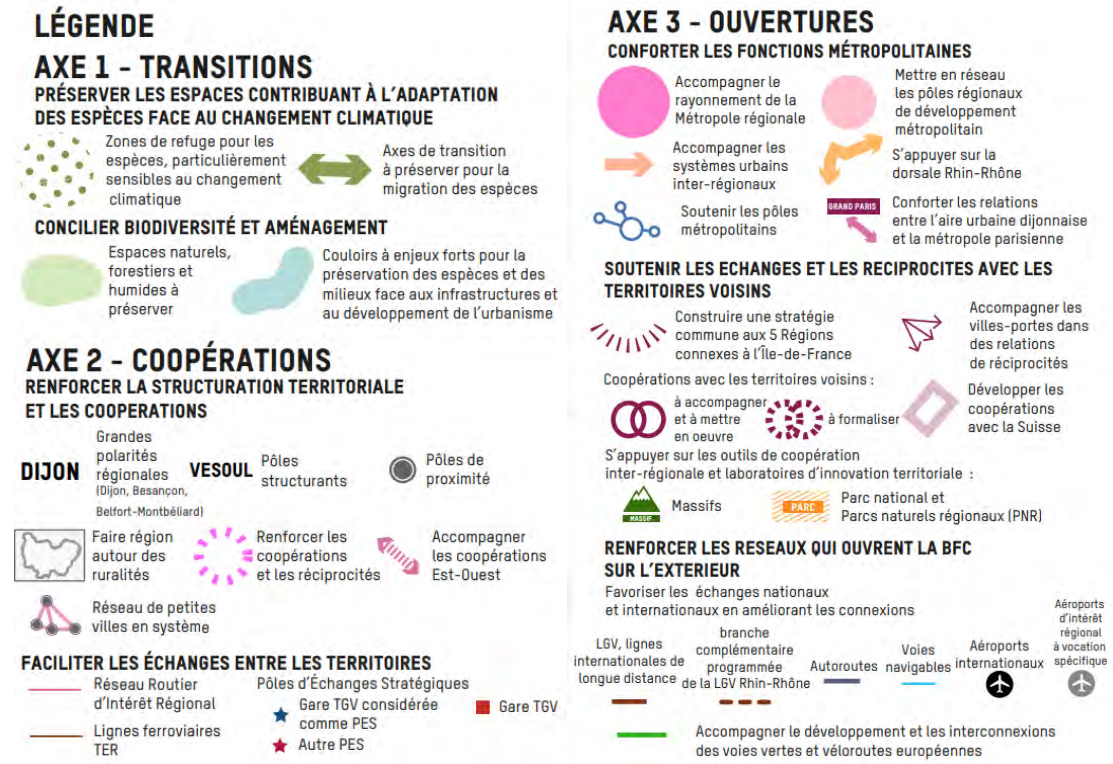 LÉGENDE
AXE 1 - TRANSITIONS
PRÉSERVER LES ESPACES CONTRIBUANT À L'ADAPTATION
DES ESPÈCES FACE AU CHANGEMENT CLIMATIQUE
Zones de refuge pour les
espèces, particulièrement
sensibles au changement
climatique
Axes de transition
à préserver pour la
migration des espèces
CONCILIER BIODIVERSITÉ ET AMÉNAGEMENT
Espaces naturels,
forestiers et
humides à
préserver
Couloirs à enjeux forts pour la
préservation des espèces et des
milieux face aux infrastructures et
au développement de l'urbanisme
AXE 2 - COOPÉRATIONS
RENFORCER LA STRUCTURATION TERRITORIALE
ET LES COOPERATIONS
DIJON
Grandes
polarités
régionales
(Dijon, Besançon,
Belfort-Montbéliard)
VESOUL
Pôles
structurants
Pôles de
proximité
Faire région
autour des
ruralités
Renforcer les
coopérations
et les réciprocités
Accompagner
les coopérations
Est-Ouest
Réseau de petites
villes en système
FACILITER LES ÉCHANGES ENTRE LES TERRITOIRES
Réseau Routier
d'Intérêt Régional
Lignes ferroviaires
TER
Pôles d'Échanges Stratégiques
Gare TGV considérée
comme PES
Autre PES
Gare TGV
AXE 3 - OUVERTURES
CONFORTER LES FONCTIONS MÉTROPOLITAINES
Accompagner le
rayonnement de la
Métropole régionale
Mettre en réseau
les pôles régionaux
de développement
métropolitain
Accompagner les
systèmes urbains
inter-régionaux
S'appuyer sur la
dorsale Rhin-Rhône
Soutenir les pôles
métropolitains
GRAND PARIS
Conforter les relations
entre l'aire urbaine dijonnaise
et la métropole parisienne
SOUTENIR LES ECHANGES ET LES RECIPROCITES AVEC LES
TERRITOIRES VOISINS
Construire une stratégie
commune aux 5 Régions
connexes à l'Île-de-France
Accompagner les
villes-portes dans
des relations
de réciprocités
Coopérations avec les territoires voisins :
à accompagner
et à mettre
en oeuvre
à formaliser
Développer les
coopérations
avec la Suisse
S'appuyer sur les outils de coopération
inter-régionale et laboratoires d'innovation territoriale :
MASSIF
Massifs
PARC
Parc national et
Parcs naturels régionaux (PNR)
RENFORCER LES RESEAUX QUI OUVRENT LA BFC
SUR L'EXTERIEUR
Favoriser les échanges nationaux
et internationaux en améliorant les connexions
LGV, lignes
internationales de
longue distance
branche
complémentaire
programmée
de la LGV Rhin-Rhône
Autoroutes
Voies
navigables
Aéroports
internationaux
Aéroports
d'intérêt
régional
à vocation
spécifique
Accompagner le développement et les interconnexions
des voies vertes et véloroutes européennes